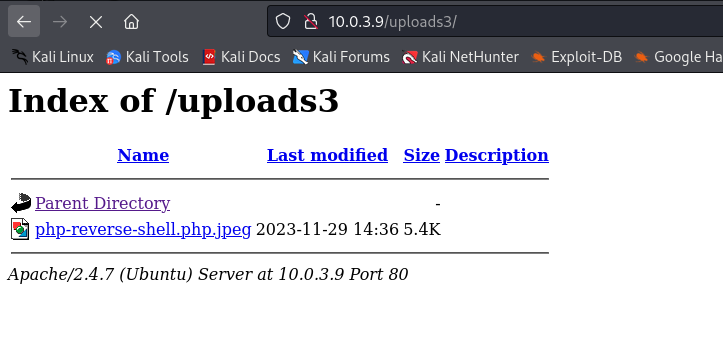 10.0.3.9/uploads3/
Kali Linux Kali Tools Kali Docs Kali Forums Kali NetHunter Exploit-DB Google Ha
Index of /uploads3
Name Last modified Size Description
Parent Directory -
php-reverse-shell.php.jpeg 2023-11-29 14:36 5.4K
Apache/2.4.7 (Ubuntu) Server at 10.0.3.9 Port 80